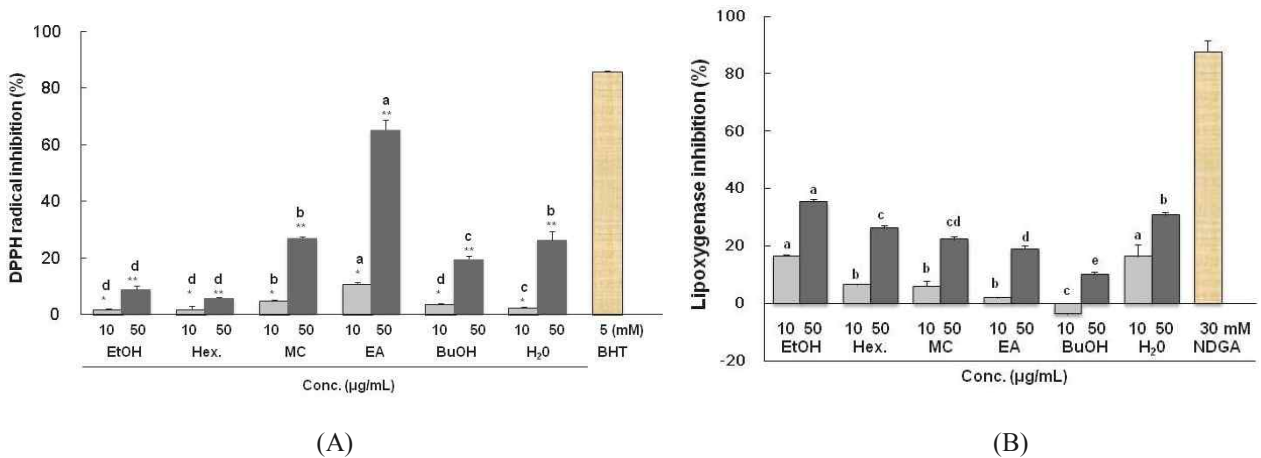 100
80
60
40
20
0
DPPH radical inhibition (%)
d
*
d
**
d
*
d
**
b
*
b
**
a
*
a
**
d
*
c
**
c
*
b
**
10 50 10 50 10 50 10 50 10 50 10 50 5 (mM)
EtOH Hex. MC EA BuOH H₂0 BHT
Conc. (μg/mL)
(A)
100
80
60
40
20
0
-20
Lipoxygenase inhibition (%)
a
a
b
c
b
cd
b
d
c
e
a
b
10 50 10 50 10 50 10 50 10 50 10 50 30 mM
EtOH Hex. MC EA BuOH H₂0 NDGA
Conc. (μg/mL)
(B)